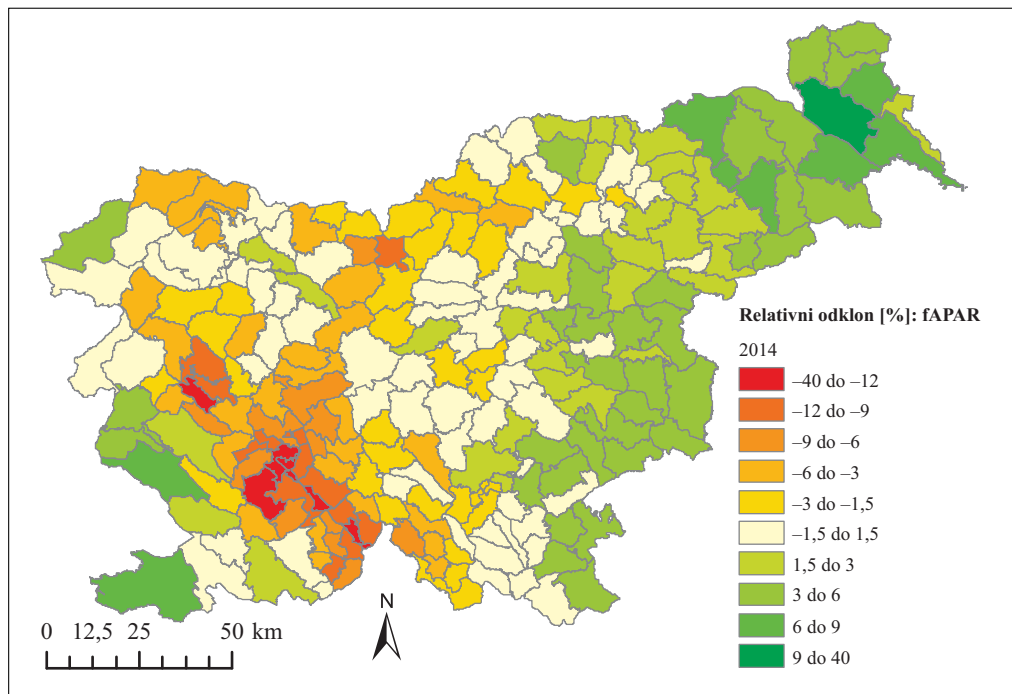 Relativni odklon [%]: fAPAR
2014
–40 do –12
–12 do –9
–9 do –6
–6 do –3
–3 do –1,5
–1,5 do 1,5
1,5 do 3
3 do 6
6 do 9
9 do 40
N
0 12,5 25 50 km